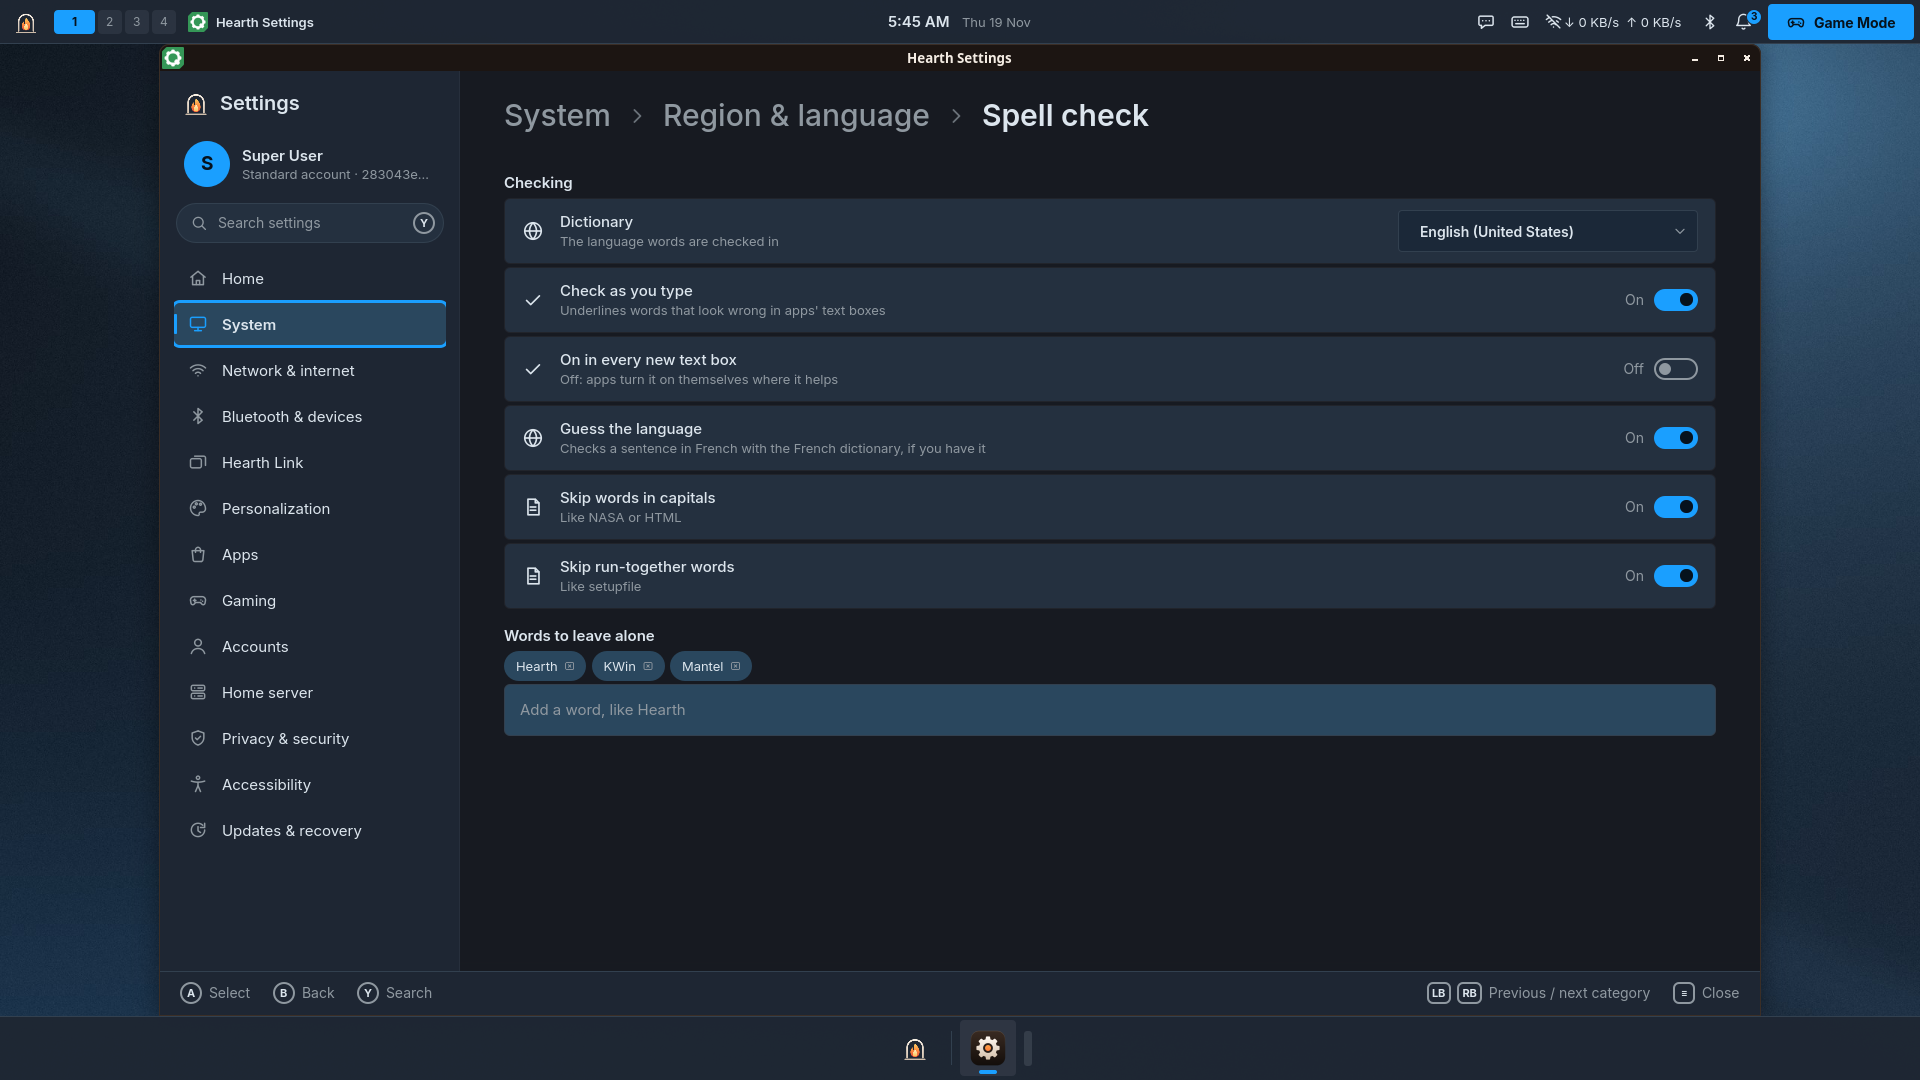 1 2 3 4 Hearth Settings 5:45 AM Thu 19 Nov 0 KB/s 0 KB/s 3 Game Mode
Hearth Settings
Settings
S
Super User
Standard account · 283043e...
Search settings Y
Home
System
Network & internet
Bluetooth & devices
Hearth Link
Personalization
Apps
Gaming
Accounts
Home server
Privacy & security
Accessibility
Updates & recovery
System Region & language Spell check
Checking
Dictionary
The language words are checked in
English (United States)
Check as you type
Underlines words that look wrong in apps' text boxes
On
On in every new text box
Off: apps turn it on themselves where it helps
Off
Guess the language
Checks a sentence in French with the French dictionary, if you have it
On
Skip words in capitals
Like NASA or HTML
On
Skip run-together words
Like setupfile
On
Words to leave alone
Hearth KWin Mantel
Add a word, like Hearth
A Select B Back Y Search LB RB Previous / next category Close